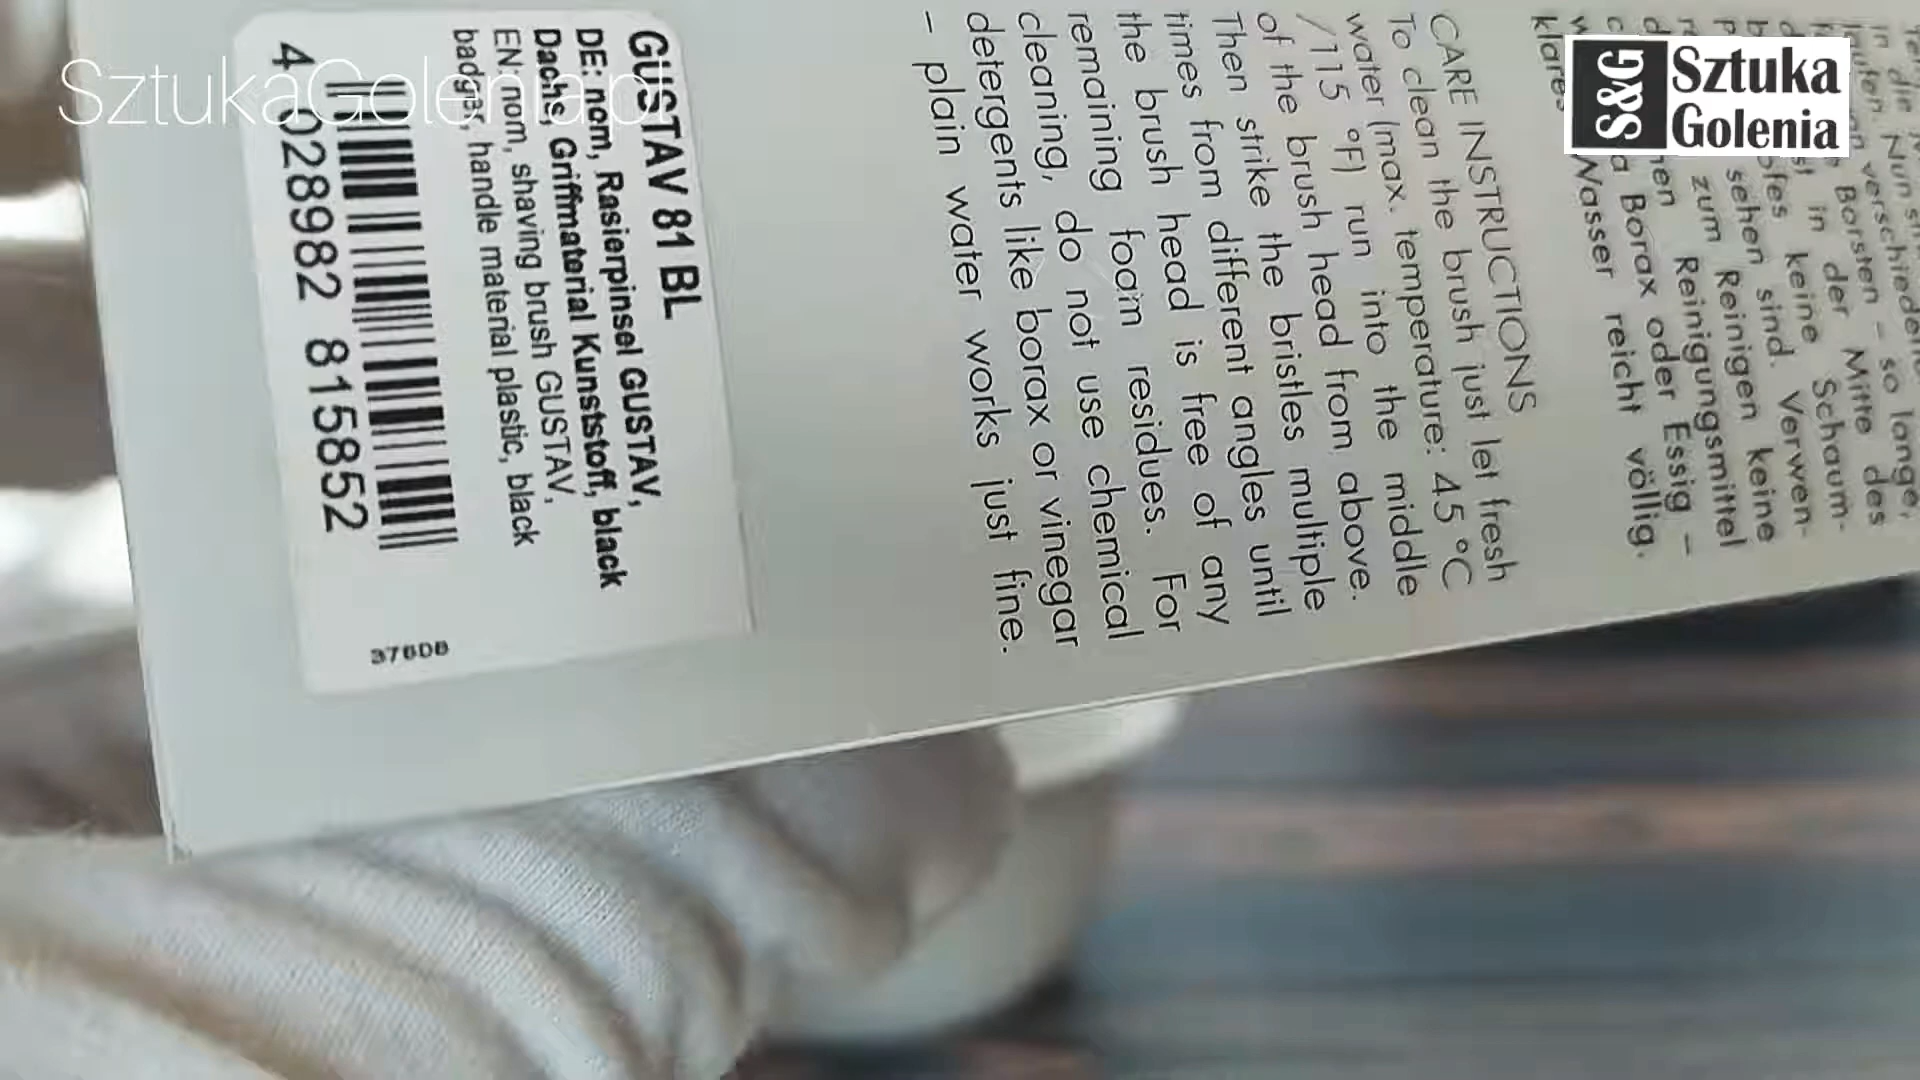 SztukaGolenia.pl
S&G
Sztuka
Golenia
klares Wasser reicht völlig.
Borax oder Essig –
zum Reinigungsmittel
sehen Reinigen keine
sind. Verwen-
keine Schaum-
in der Mitte des
Borsten – so lange,
CARE INSTRUCTIONS
To clean the brush just let fresh
water (max. temperature: 45 °C
/115 °F) run into the middle
of the brush head from above.
Then strike the bristles multiple
times from different angles until
the brush head is free of any
remaining foam residues. For
cleaning, do not use chemical
detergents like borax or vinegar
– plain water works just fine.
GUSTAV 81 BL
DE: nom, Rasierpinsel GUSTAV,
Dachs, Griffmaterial Kunststoff, black
EN: nom, shaving brush GUSTAV,
badger, handle material plastic, black
4 028982 815852
376DB